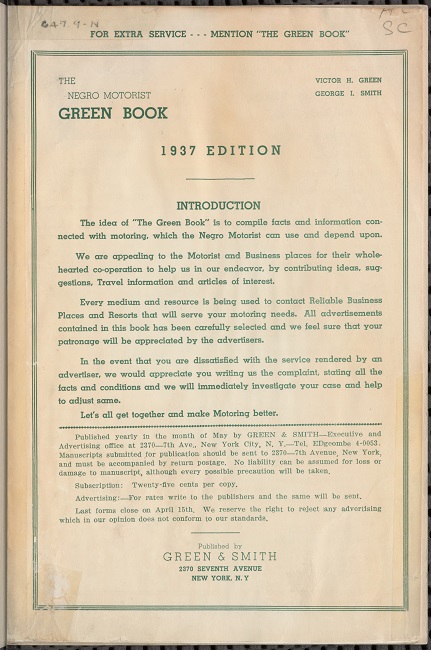 647.9-N
SC
FOR EXTRA SERVICE - - - MENTION "THE GREEN BOOK"
THE
NEGRO MOTORIST
GREEN BOOK
VICTOR H. GREEN
GEORGE I. SMITH
1937 EDITION
INTRODUCTION
The idea of "The Green Book" is to compile facts and information con-
nected with motoring, which the Negro Motorist can use and depend upon.
We are appealing to the Motorist and Business places for their whole-
hearted co-operation to help us in our endeavor, by contributing ideas, sug-
gestions, Travel information and articles of interest.
Every medium and resource is being used to contact Reliable Business
Places and Resorts that will serve your motoring needs. All advertisements
contained in this book has been carefully selected and we feel sure that your
patronage will be appreciated by the advertisers.
In the event that you are dissatisfied with the service rendered by an
advertiser, we would appreciate you writing us the complaint, stating all the
facts and conditions and we will immediately investigate your case and help
to adjust same.
Let's all get together and make Motoring better.
Published yearly in the month of May by GREEN & SMITH—Executive and
Advertising office at 2370—7th Ave., New York City, N. Y.—Tel. EDgcombe 4-0063.
Manuscripts submitted for publication should be sent to 2370—7th Avenue, New York,
and must be accompanied by return postage. No liability can be assumed for loss or
damage to manuscript, although every possible precaution will be taken.
Subscription: Twenty-five cents per copy.
Advertising:—For rates write to the publishers and the same will be sent.
Last forms close on April 15th. We reserve the right to reject any advertising
which in our opinion does not conform to our standards.
Published by
GREEN & SMITH
2370 SEVENTH AVENUE
NEW YORK, N. Y